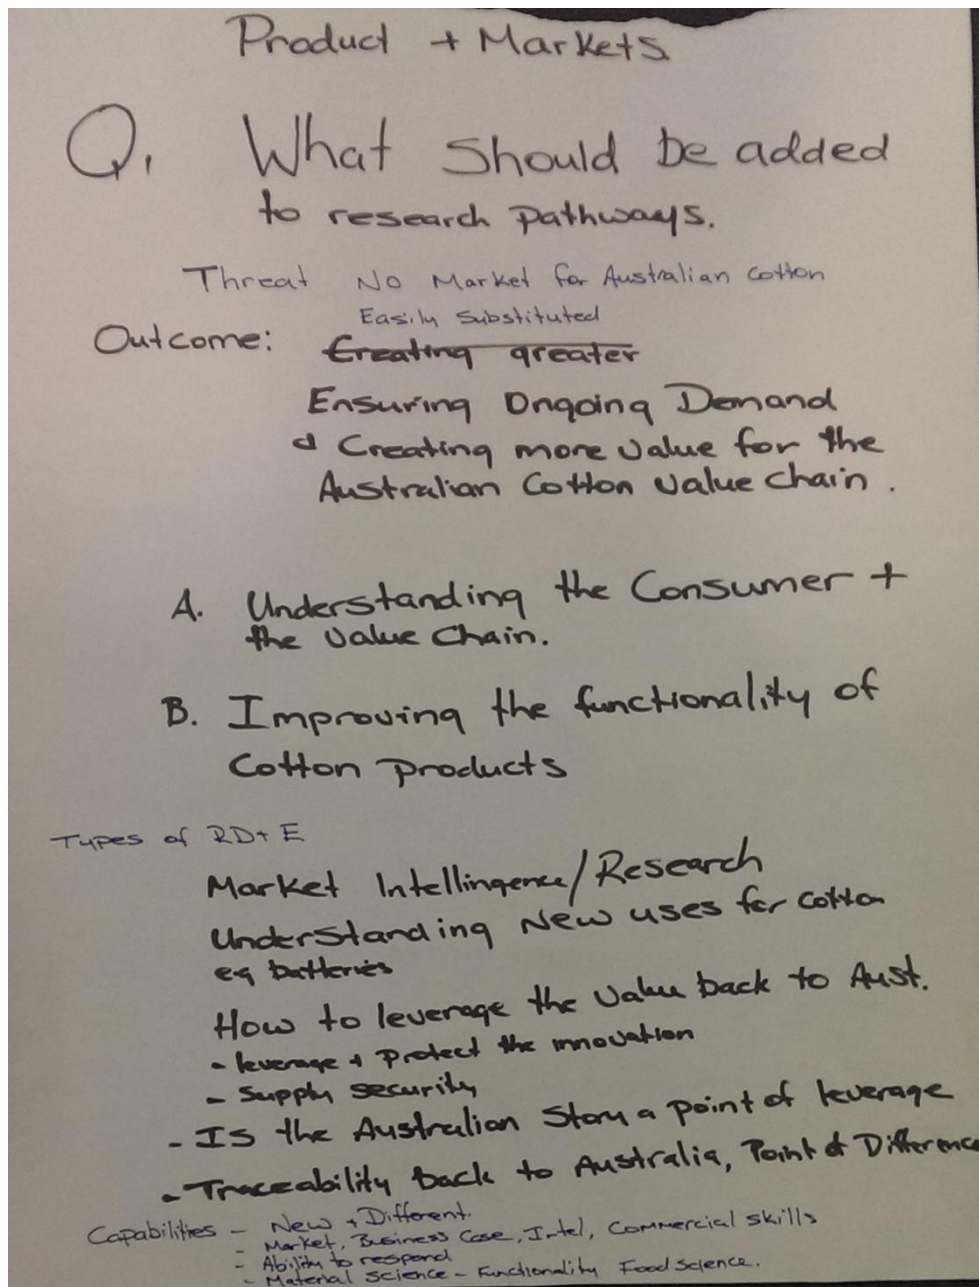 Product + Markets
Q. What should be added
to research pathways.
Threat No Market for Australian Cotton
Easily Substituted
Outcome: Creating greater
Ensuring Ongoing Demand
& Creating more value for the
Australian Cotton value chain.
A. Understanding the Consumer +
the value chain.
B. Improving the functionality of
Cotton products
Types of RD+E
Market Intellingence/Research
Understanding New uses for cotton
eg batteries
How to leverage the value back to Aust.
- leverage + protect the innovation
- Supply security
- Is the Australian Story a point of leverage
- Traceability back to Australia, Point of Difference
Capabilities - New + Different.
- Market, Business Case, Intel, Commercial skills
- Ability to respond
- Material Science - Functionality Food Science.